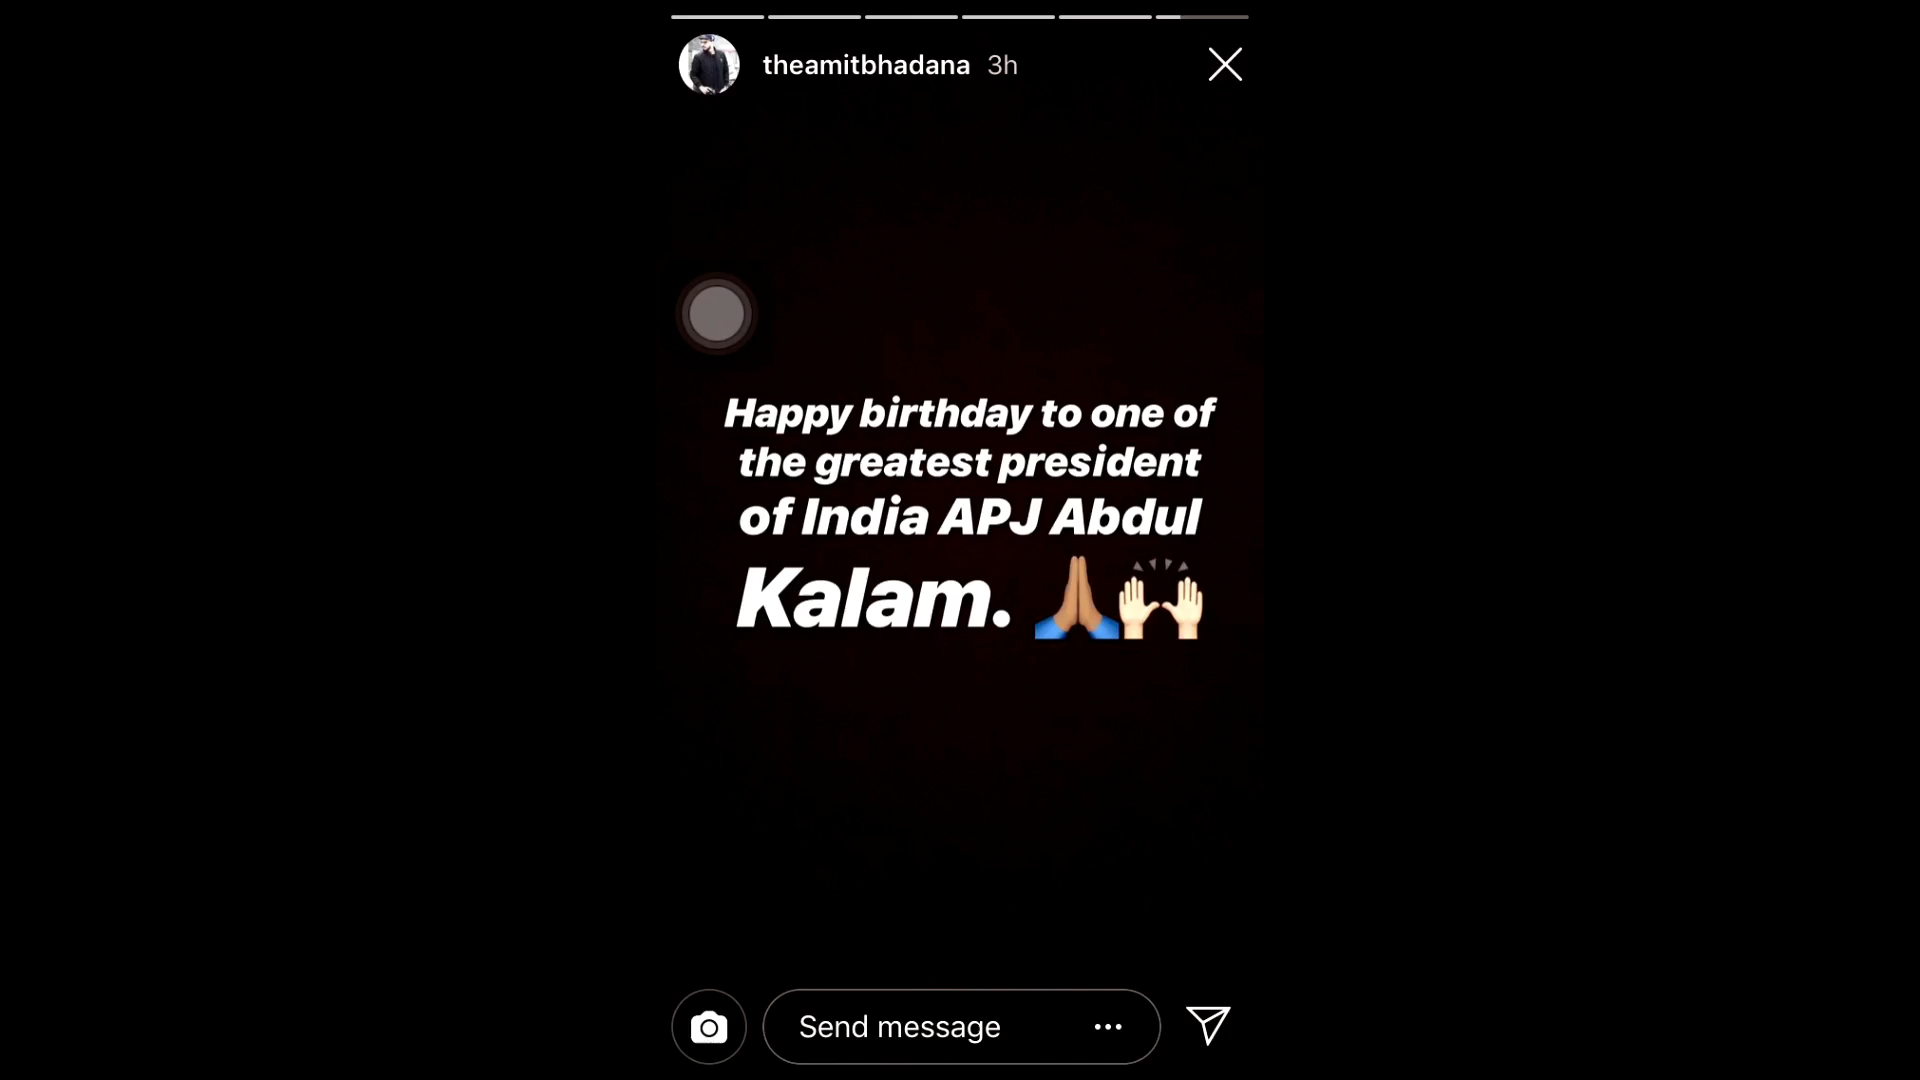 theamitbhadana 3h
Happy birthday to one of
the greatest president
of India APJ Abdul
Kalam. 🙏🏽🙌🏻
Send message